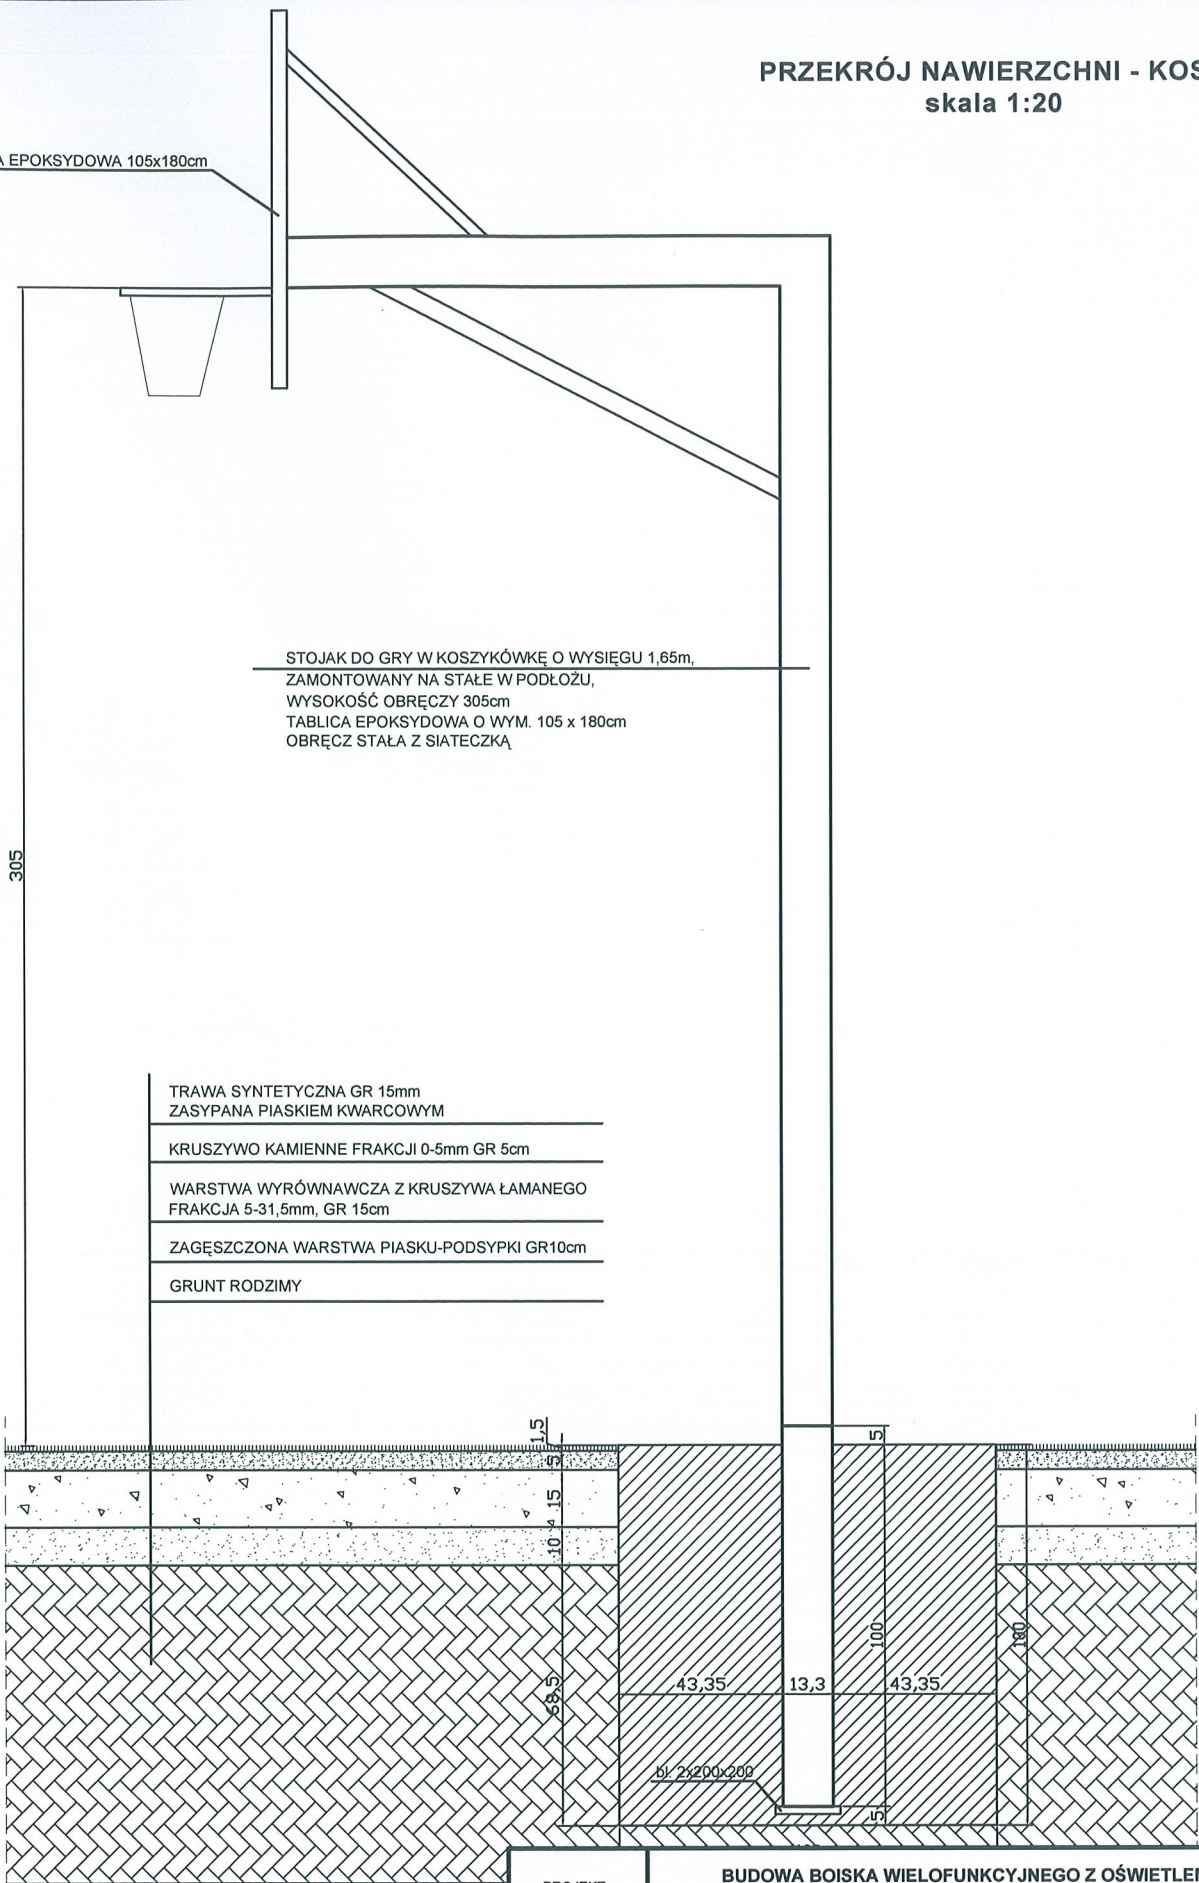 PRZEKRÓJ NAWIERZCHNI - KOS
skala 1:20
A EPOKSYDOWA 105x180cm
STOJAK DO GRY W KOSZYKÓWKĘ O WYSIĘGU 1,65m,
ZAMONTOWANY NA STAŁE W PODŁOŻU,
WYSOKOŚĆ OBRĘCZY 305cm
TABLICA EPOKSYDOWA O WYM. 105 x 180cm
OBRĘCZ STAŁA Z SIATECZKĄ
305
TRAWA SYNTETYCZNA GR 15mm
ZASYPANA PIASKIEM KWARCOWYM
KRUSZYWO KAMIENNE FRAKCJI 0-5mm GR 5cm
WARSTWA WYRÓWNAWCZA Z KRUSZYWA ŁAMANEGO
FRAKCJA 5-31,5mm, GR 15cm
ZAGĘSZCZONA WARSTWA PIASKU-PODSYPKI GR10cm
GRUNT RODZIMY
1,5
5
5
15
10
100
100
68,5
43,35 13,3 43,35
bl. 2x200x200
5
BUDOWA BOISKA WIELOFUNKCYJNEGO Z OŚWIETLE